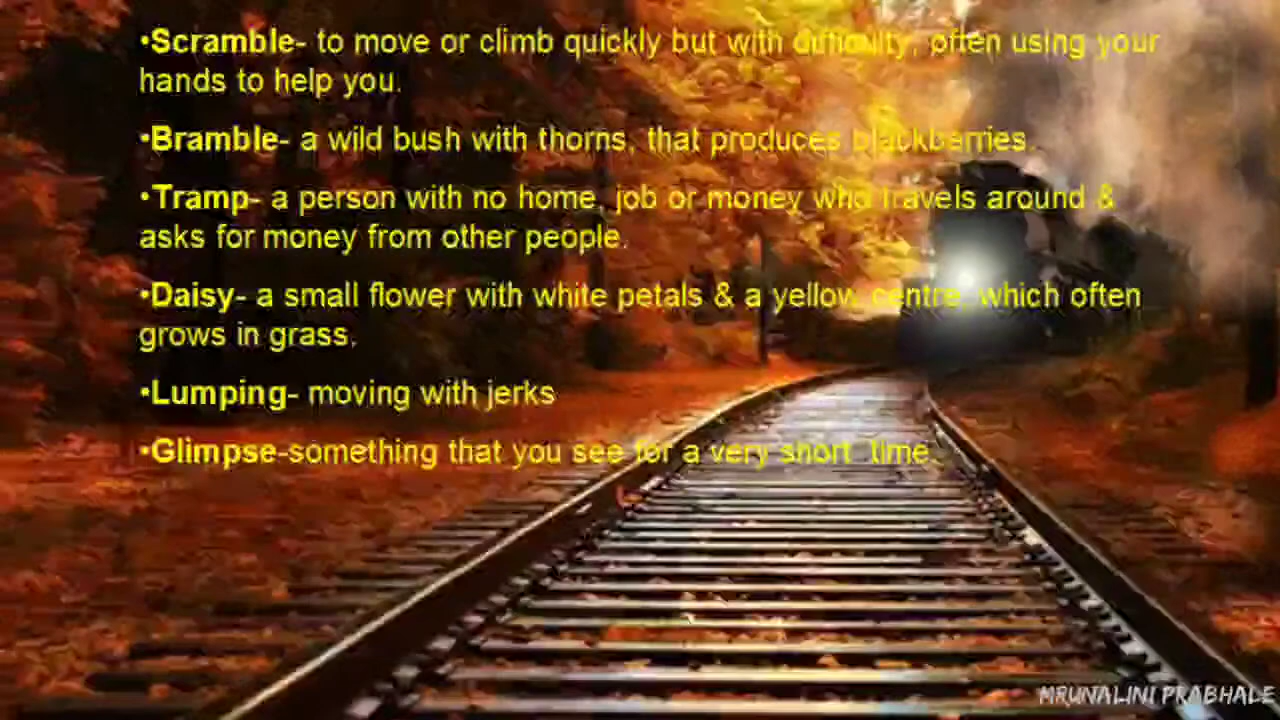 •Scramble- to move or climb quickly but with difficulty, often using your
hands to help you.
•Bramble- a wild bush with thorns, that produces blackberries.
•Tramp- a person with no home, job or money who travels around &
asks for money from other people.
•Daisy- a small flower with white petals & a yellow centre, which often
grows in grass.
•Lumping- moving with jerks
•Glimpse-something that you see for a very short time.
MRUNALINI PRABHALE